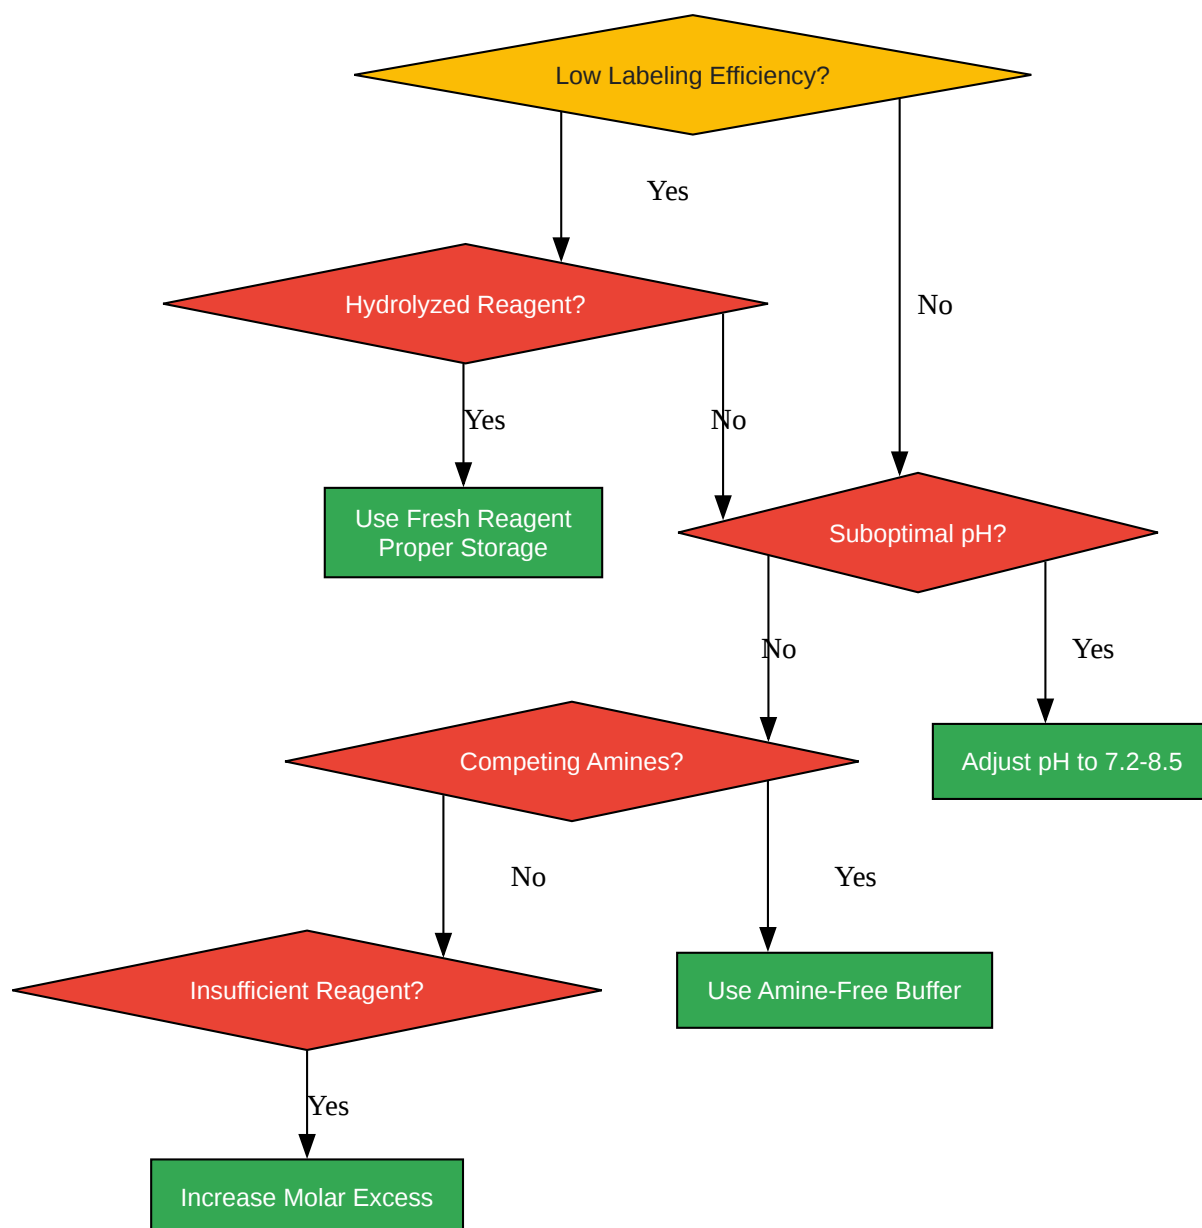 Low Labeling Efficiency?
Yes
Hydrolyzed Reagent?
No
Yes
No
Use Fresh Reagent
Proper Storage
Suboptimal pH?
No
Yes
Competing Amines?
Adjust pH to 7.2-8.5
No
Yes
Insufficient Reagent?
Use Amine-Free Buffer
Yes
Increase Molar Excess